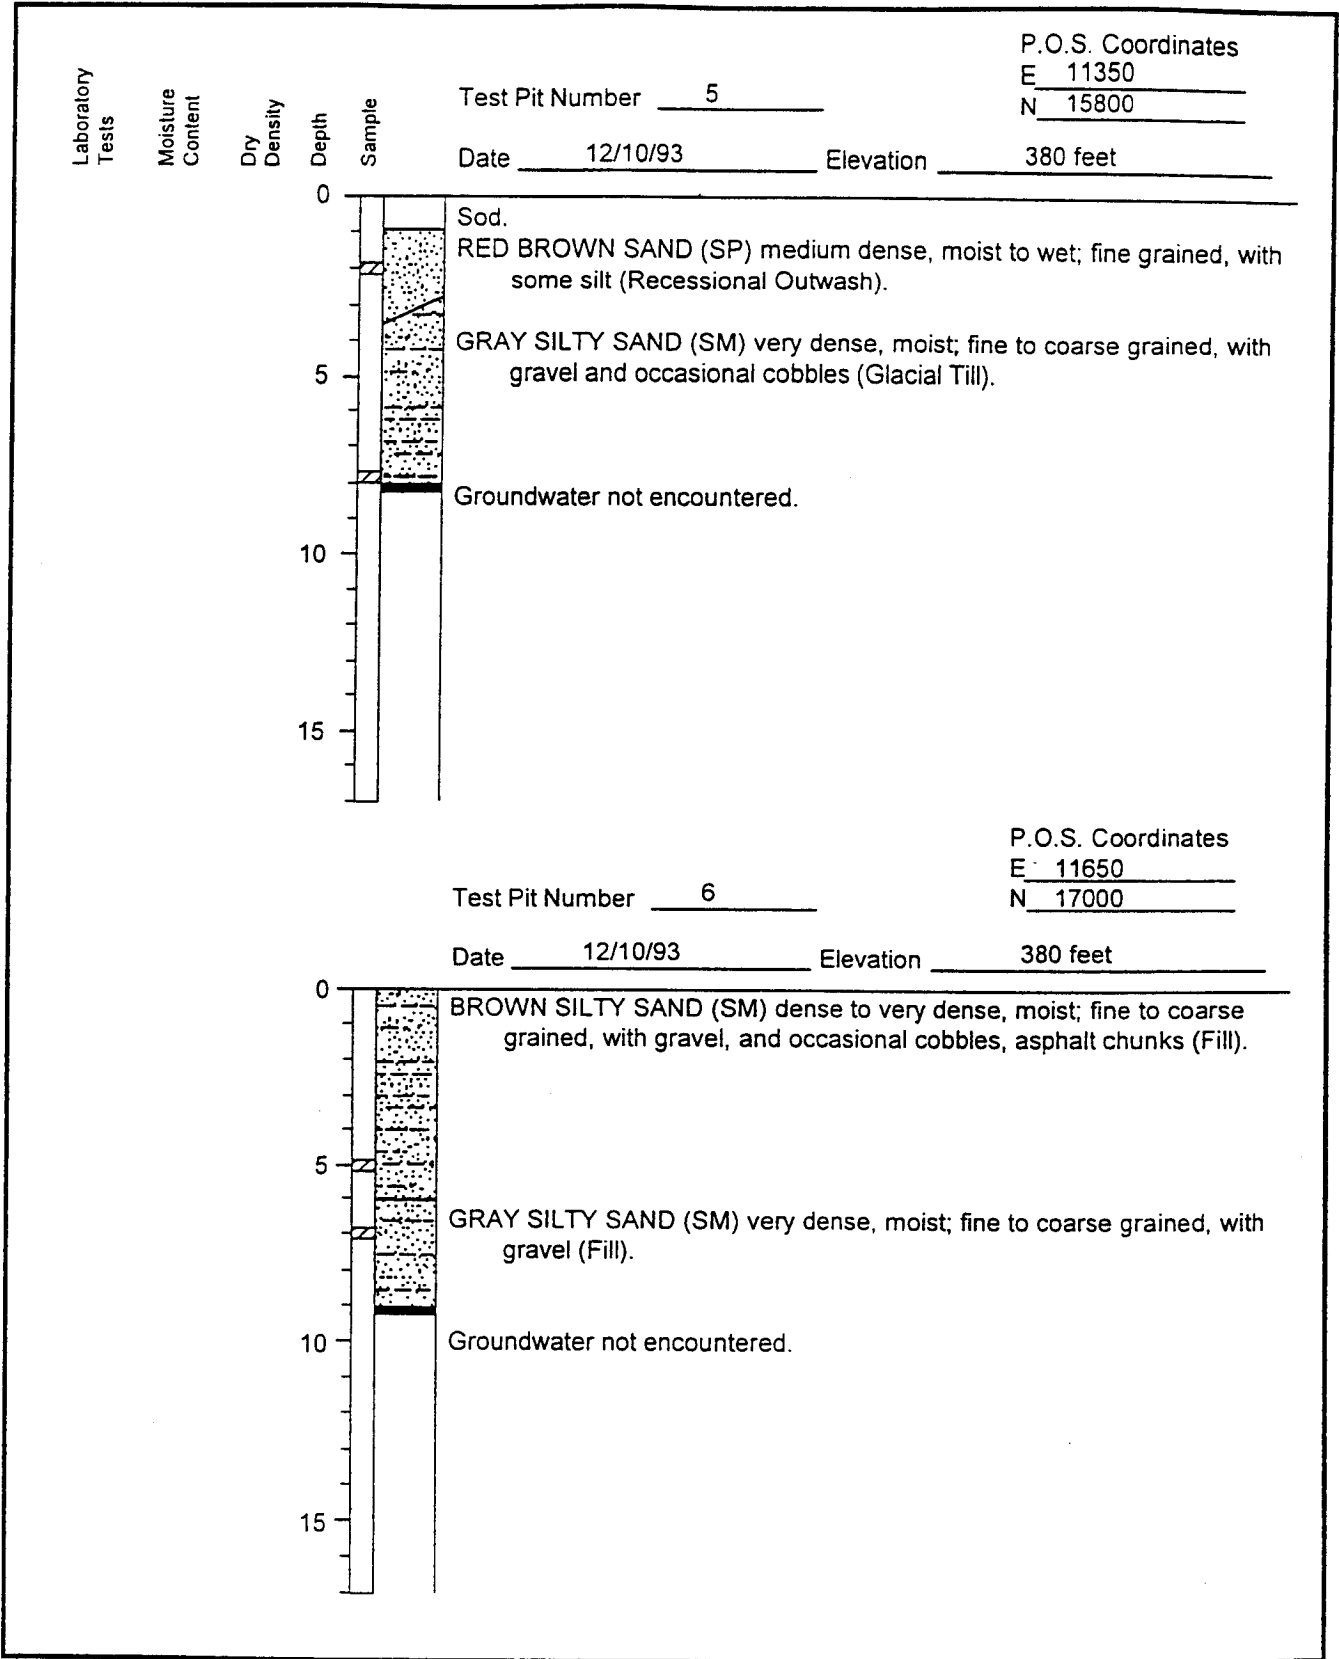 P.O.S. Coordinates
E 11350
N 15800
Laboratory Tests
Moisture Content
Dry Density
Depth
Sample
Test Pit Number 5
Date 12/10/93 Elevation 380 feet
0
Sod.
RED BROWN SAND (SP) medium dense, moist to wet; fine grained, with
some silt (Recessional Outwash).
GRAY SILTY SAND (SM) very dense, moist; fine to coarse grained, with
5
gravel and occasional cobbles (Glacial Till).
Groundwater not encountered.
10
15
P.O.S. Coordinates
E 11650
Test Pit Number 6
N 17000
Date 12/10/93 Elevation 380 feet
0
BROWN SILTY SAND (SM) dense to very dense, moist; fine to coarse
grained, with gravel, and occasional cobbles, asphalt chunks (Fill).
5
GRAY SILTY SAND (SM) very dense, moist; fine to coarse grained, with
gravel (Fill).
10
Groundwater not encountered.
15